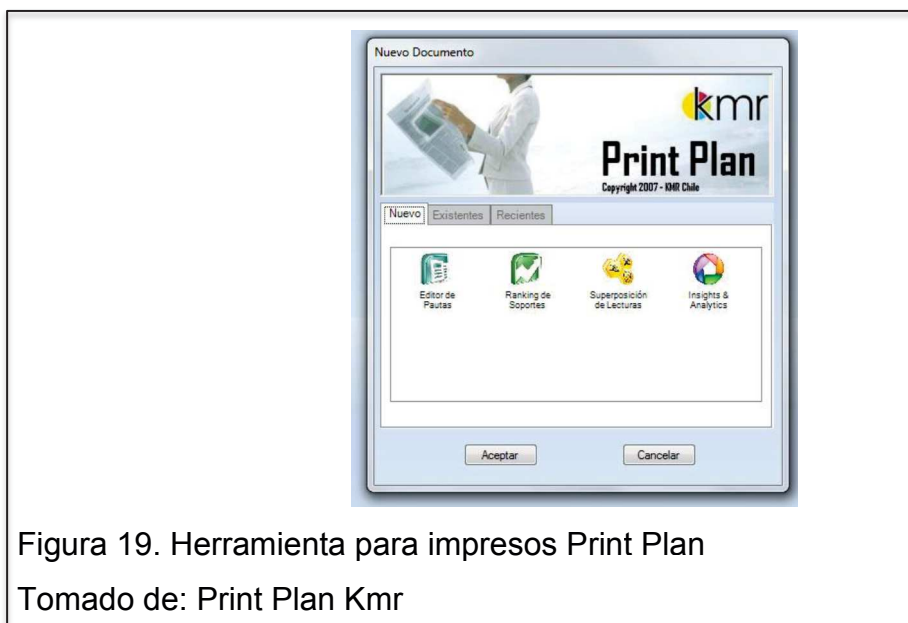 Nuevo Documento
kmr
Print Plan
Copyright 2007 - KMR Chile
Nuevo Existentes Recientes
Editor de Pautas
Ranking de Soportes
Superposición de Lecturas
Insights & Analytics
Aceptar Cancelar
Figura 19. Herramienta para impresos Print Plan
Tomado de: Print Plan Kmr